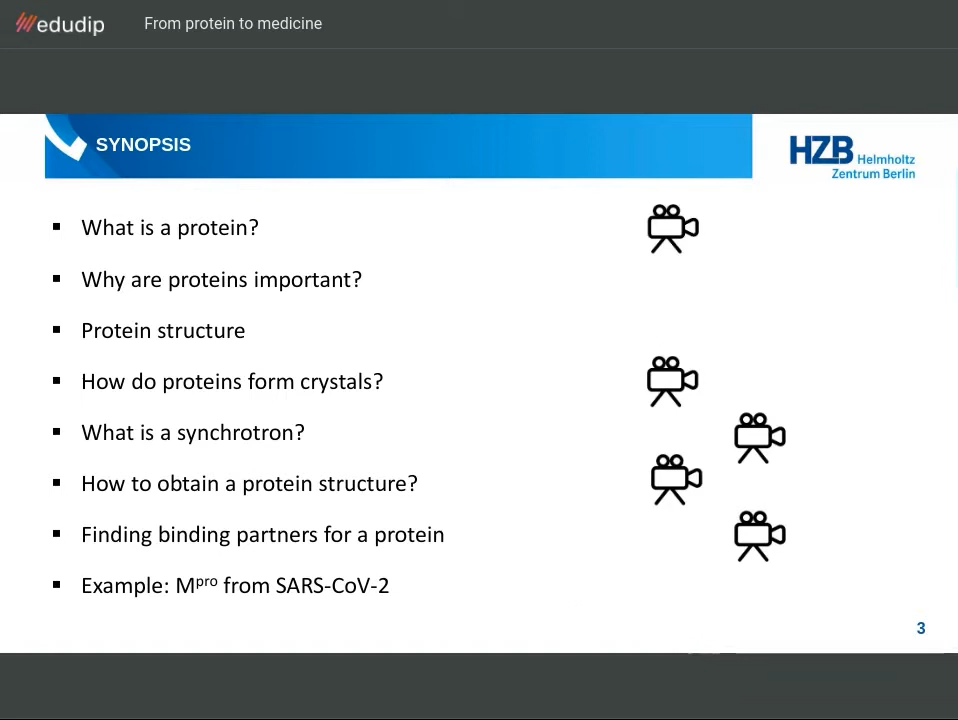 edudip
From protein to medicine
SYNOPSIS
HZB Helmholtz
Zentrum Berlin
▪ What is a protein?
▪ Why are proteins important?
▪ Protein structure
▪ How do proteins form crystals?
▪ What is a synchrotron?
▪ How to obtain a protein structure?
▪ Finding binding partners for a protein
▪ Example: Mᵖʳᵒ from SARS-CoV-2
3